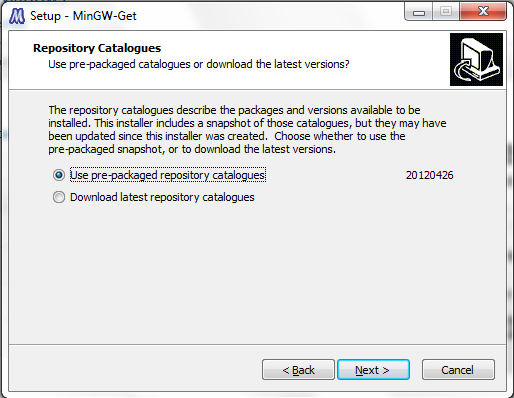 Setup - MinGW-Get
Repository Catalogues
Use pre-packaged catalogues or download the latest versions?
The repository catalogues describe the packages and versions available to be
installed. This installer includes a snapshot of those catalogues, but they may have
been updated since this installer was created.  Choose whether to use the
pre-packaged snapshot, or to download the latest versions.
Use pre-packaged repository catalogues 20120426
Download latest repository catalogues
< Back Next > Cancel